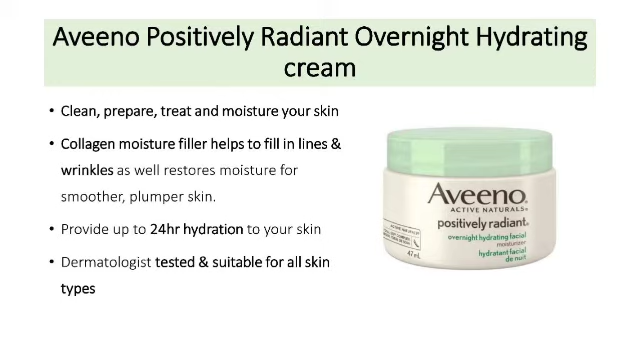 Aveeno Positively Radiant Overnight Hydrating
cream
• Clean, prepare, treat and moisture your skin
• Collagen moisture filler helps to fill in lines &
wrinkles as well restores moisture for
smoother, plumper skin.
• Provide up to 24hr hydration to your skin
• Dermatologist tested & suitable for all skin
types
Aveeno
ACTIVE NATURALS
positively radiant
overnight hydrating facial
moisturizer
hydratant facial
de nuit
47 mL